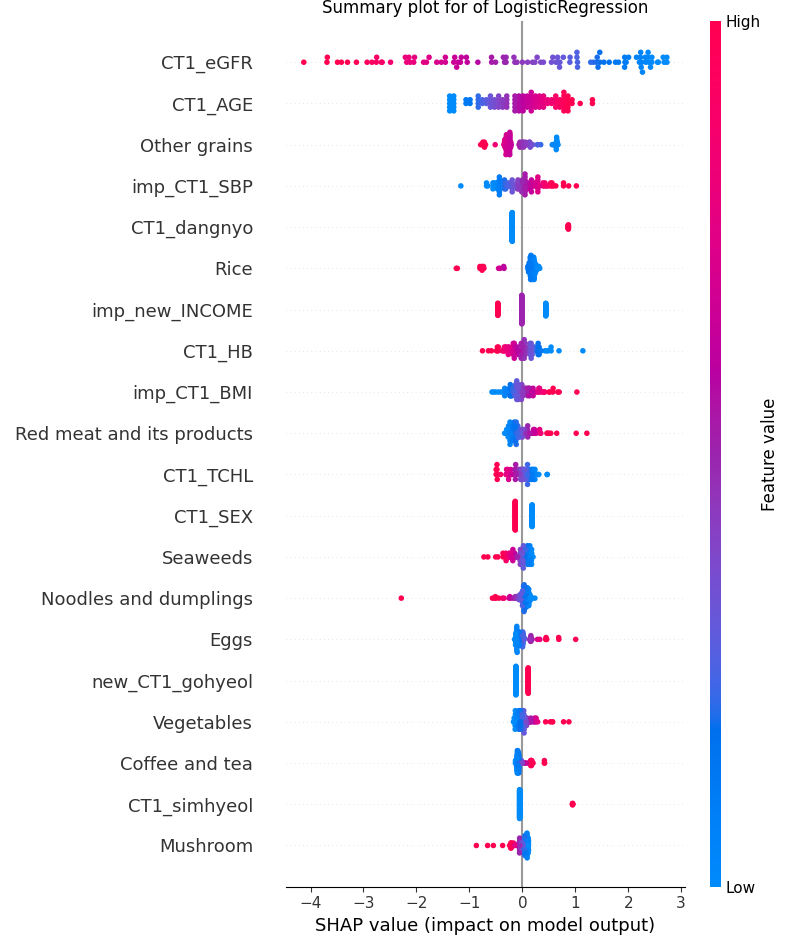 Summary plot for of LogisticRegression
High
CT1_eGFR
CT1_AGE
Other grains
imp_CT1_SBP
CT1_dangnyo
Rice
imp_new_INCOME
CT1_HB
imp_CT1_BMI
Red meat and its products
CT1_TCHL
CT1_SEX
Seaweeds
Noodles and dumplings
Eggs
new_CT1_gohyeol
Vegetables
Coffee and tea
CT1_simhyeol
Mushroom
Feature value
Low
−4 −3 −2 −1 0 1 2 3
SHAP value (impact on model output)